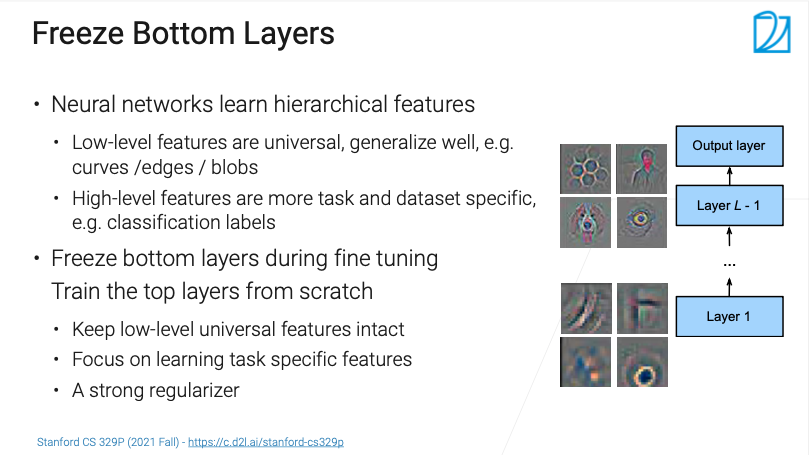 Freeze Bottom Layers
• Neural networks learn hierarchical features
• Low-level features are universal, generalize well, e.g.
curves /edges / blobs
• High-level features are more task and dataset specific,
e.g. classification labels
• Freeze bottom layers during fine tuning
Train the top layers from scratch
• Keep low-level universal features intact
• Focus on learning task specific features
• A strong regularizer
Output layer
Layer L - 1
...
Layer 1
Stanford CS 329P (2021 Fall) - https://c.d2l.ai/stanford-cs329p